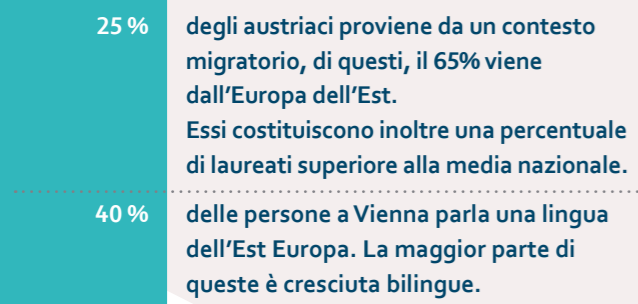 25 % degli austriaci proviene da un contesto
migratorio, di questi, il 65% viene
dall'Europa dell'Est.
Essi costituiscono inoltre una percentuale
di laureati superiore alla media nazionale.
40 % delle persone a Vienna parla una lingua
dell'Est Europa. La maggior parte di
queste è cresciuta bilingue.